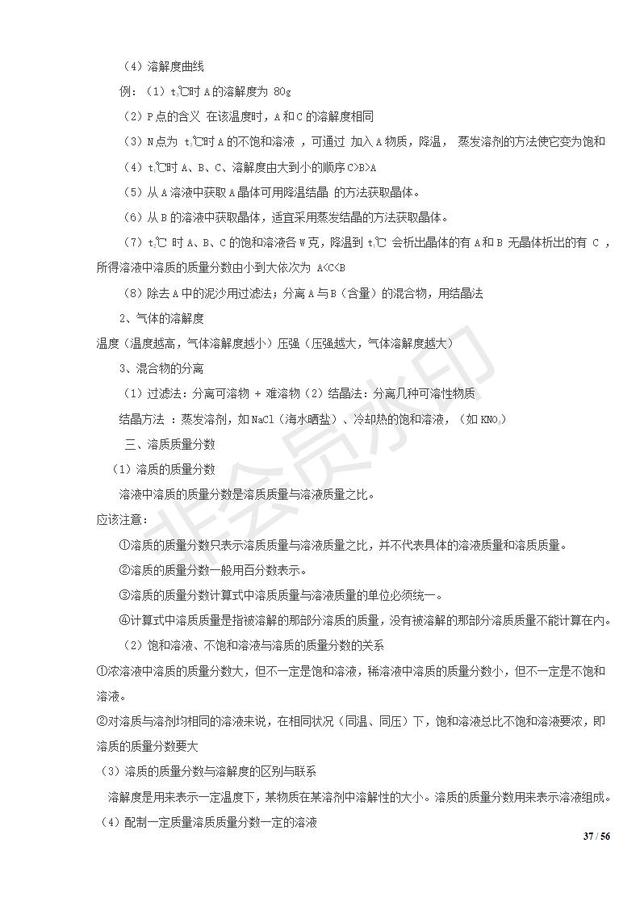 （4）溶解度曲线
例：（1）t₃℃时A的溶解度为 80g
（2）P点的含义 在该温度时，A和C的溶解度相同
（3）N点为 t₃℃时A的不饱和溶液 ，可通过 加入A物质，降温， 蒸发溶剂的方法使它变为饱和
（4）t₁℃时A、B、C、溶解度由大到小的顺序C>B>A
（5）从A溶液中获取A晶体可用降温结晶 的方法获取晶体。
（6）从B的溶液中获取晶体，适宜采用蒸发结晶的方法获取晶体。
（7）t₂℃ 时A、B、C的饱和溶液各W克，降温到 t₁℃ 会析出晶体的有A和B 无晶体析出的有 C ，
所得溶液中溶质的质量分数由小到大依次为 A<C<B
（8）除去A中的泥沙用过滤法；分离A与B（含量）的混合物，用结晶法
2、气体的溶解度
温度（温度越高，气体溶解度越小）压强（压强越大，气体溶解度越大）
3、混合物的分离
（1）过滤法：分离可溶物 + 难溶物（2）结晶法：分离几种可溶性物质
结晶方法 ：蒸发溶剂，如NaCl（海水晒盐）、冷却热的饱和溶液，（如KNO₃）
三、溶质质量分数
（1）溶质的质量分数
溶液中溶质的质量分数是溶质质量与溶液质量之比。
应该注意：
①溶质的质量分数只表示溶质质量与溶液质量之比，并不代表具体的溶液质量和溶质质量。
②溶质的质量分数一般用百分数表示。
③溶质的质量分数计算式中溶质质量与溶液质量的单位必须统一。
④计算式中溶质质量是指被溶解的那部分溶质的质量，没有被溶解的那部分溶质质量不能计算在内。
（2）饱和溶液、不饱和溶液与溶质的质量分数的关系
①浓溶液中溶质的质量分数大，但不一定是饱和溶液，稀溶液中溶质的质量分数小，但不一定是不饱和
溶液。
②对溶质与溶剂均相同的溶液来说，在相同状况（同温、同压）下，饱和溶液总比不饱和溶液要浓，即
溶质的质量分数要大
（3）溶质的质量分数与溶解度的区别与联系
溶解度是用来表示一定温度下，某物质在某溶剂中溶解性的大小。溶质的质量分数用来表示溶液组成。
（4）配制一定质量溶质质量分数一定的溶液
37 / 56
非会员水印